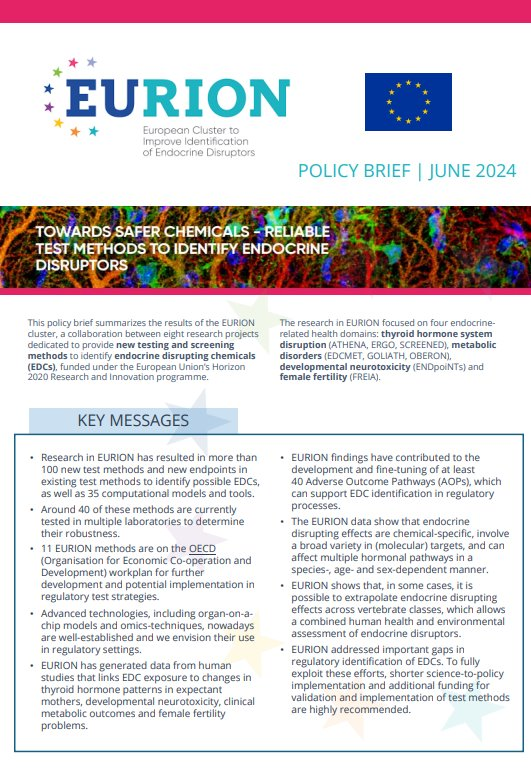 EURION
European Cluster to
Improve Identification
of Endocrine Disruptors
POLICY BRIEF | JUNE 2024
TOWARDS SAFER CHEMICALS – RELIABLE
TEST METHODS TO IDENTIFY ENDOCRINE
DISRUPTORS
This policy brief summarizes the results of the EURION
cluster, a collaboration between eight research projects
dedicated to provide new testing and screening
methods to identify endocrine disrupting chemicals
(EDCs), funded under the European Union's Horizon
2020 Research and Innovation programme.
The research in EURION focused on four endocrine-
related health domains: thyroid hormone system
disruption (ATHENA, ERGO, SCREENED), metabolic
disorders (EDCMET, GOLIATH, OBERON),
developmental neurotoxicity (ENDpoiNTs) and
female fertility (FREIA).
KEY MESSAGES
• Research in EURION has resulted in more than
100 new test methods and new endpoints in
existing test methods to identify possible EDCs,
as well as 35 computational models and tools.
• Around 40 of these methods are currently
tested in multiple laboratories to determine
their robustness.
• 11 EURION methods are on the OECD
(Organisation for Economic Co-operation and
Development) workplan for further
development and potential implementation in
regulatory test strategies.
• Advanced technologies, including organ-on-a-
chip models and omics-techniques, nowadays
are well-established and we envision their use
in regulatory settings.
• EURION has generated data from human
studies that links EDC exposure to changes in
thyroid hormone patterns in expectant
mothers, developmental neurotoxicity, clinical
metabolic outcomes and female fertility
problems.
• EURION findings have contributed to the
development and fine-tuning of at least
40 Adverse Outcome Pathways (AOPs), which
can support EDC identification in regulatory
processes.
• The EURION data show that endocrine
disrupting effects are chemical-specific, involve
a broad variety in (molecular) targets, and can
affect multiple hormonal pathways in a
species-, age- and sex-dependent manner.
• EURION shows that, in some cases, it is
possible to extrapolate endocrine disrupting
effects across vertebrate classes, which allows
a combined human health and environmental
assessment of endocrine disruptors.
• EURION addressed important gaps in
regulatory identification of EDCs. To fully
exploit these efforts, shorter science-to-policy
implementation and additional funding for
validation and implementation of test methods
are highly recommended.